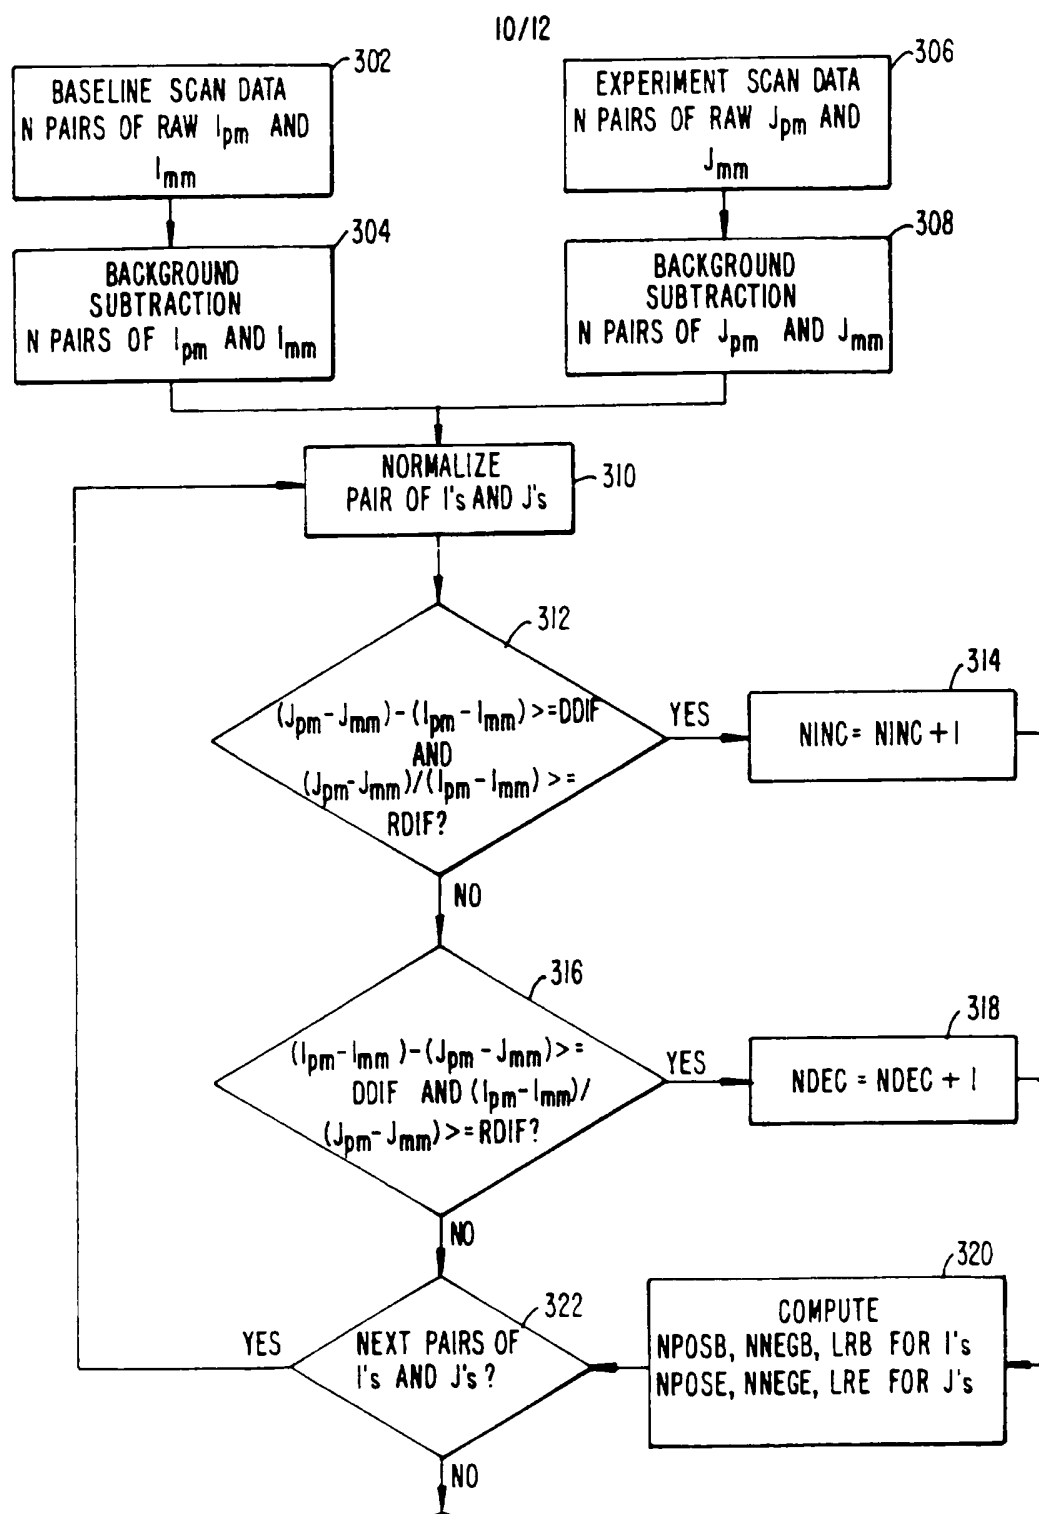 10/12
302
BASELINE SCAN DATA
N PAIRS OF RAW Ipm AND
Imm
306
EXPERIMENT SCAN DATA
N PAIRS OF RAW Jpm AND
Jmm
304
BACKGROUND
SUBTRACTION
N PAIRS OF Ipm AND Imm
308
BACKGROUND
SUBTRACTION
N PAIRS OF Jpm AND Jmm
NORMALIZE
PAIR OF I's AND J's
310
312
(Jpm-Jmm)-(Ipm-Imm)>=DDIF
AND
(Jpm-Jmm)/(Ipm-Imm)>=
RDIF?
YES
314
NINC= NINC+1
NO
316
(Ipm-Imm)-(Jpm-Jmm)>=
DDIF AND (Ipm-Imm)/
(Jpm-Jmm)>=RDIF?
YES
318
NDEC=NDEC+1
NO
322
NEXT PAIRS OF
I's AND J's?
YES
320
COMPUTE
NPOSB, NNEGB, LRB FOR I's
NPOSE, NNEGE, LRE FOR J's
NO